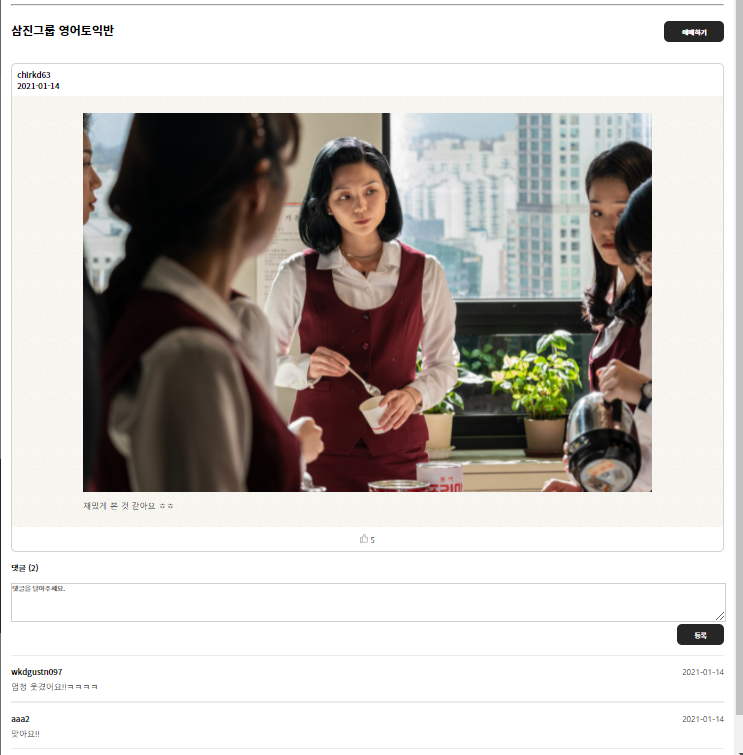 삼진그룹 영어토익반
예매하기
chirkd63
2021-01-14
재밌게 본 것 같아요 ㅎㅎ
5
댓글 (2)
댓글을 달아주세요.
등록
wkdgustn097
2021-01-14
엄청 웃겼어요!!ㅋㅋㅋㅋ
aaa2
2021-01-14
맞아요!!